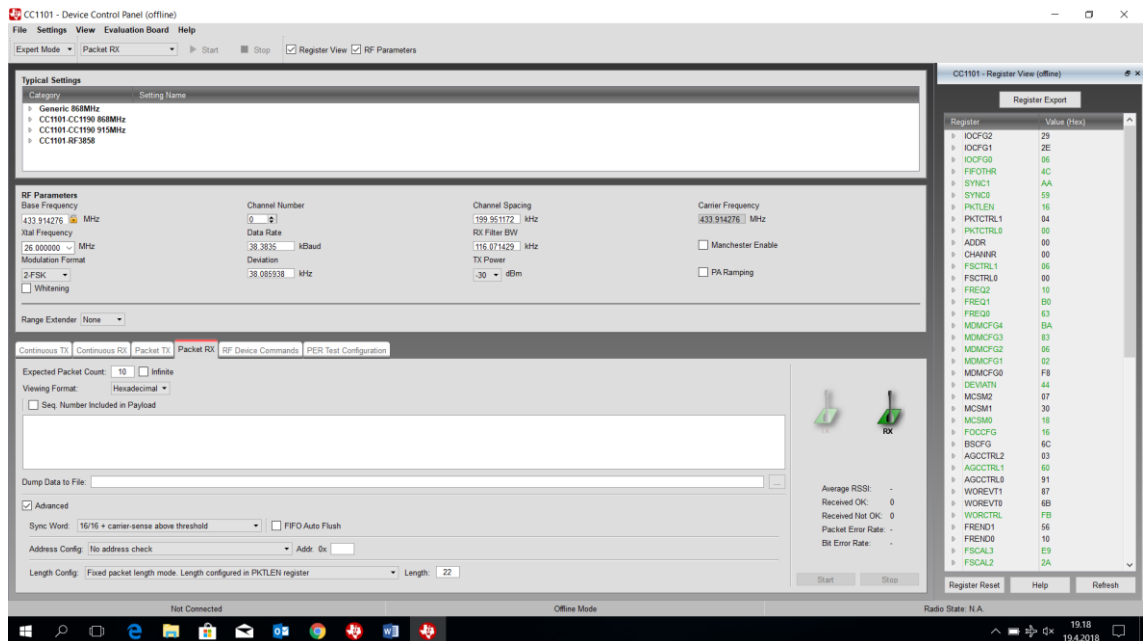 CC1101 - Device Control Panel (offline)
File Settings View Evaluation Board Help
Expert Mode Packet RX Start Stop Register View RF Parameters
Typical Settings
Category Setting Name
Generic 868MHz
CC1101-CC1190 868MHz
CC1101-CC1190 915MHz
CC1101-RF3858
RF Parameters
Base Frequency Channel Number Channel Spacing Carrier Frequency
433.914276 MHz 0 199.951172 kHz 433.914276 MHz
Xtal Frequency Data Rate RX Filter BW
26.000000 MHz 38.3835 kBaud 116.071429 kHz Manchester Enable
Modulation Format Deviation TX Power
2-FSK 38.085938 kHz -30 dBm PA Ramping
Whitening
Range Extender None
Continuous TX Continuous RX Packet TX Packet RX RF Device Commands PER Test Configuration
Expected Packet Count: 10 Infinite
Viewing Format: Hexadecimal
Seq. Number Included in Payload
TX RX
Dump Data to File: ...
Advanced
Sync Word: 16/16 + carrier-sense above threshold FIFO Auto Flush
Address Config: No address check Addr. 0x
Length Config: Fixed packet length mode. Length configured in PKTLEN register Length: 22
Average RSSI: -
Received OK: 0
Received Not OK: 0
Packet Error Rate: -
Bit Error Rate: -
Start Stop
CC1101 - Register View (offline)
Register Export
Register Value (Hex)
IOCFG2 29
IOCFG1 2E
IOCFG0 06
FIFOTHR 4C
SYNC1 AA
SYNC0 59
PKTLEN 16
PKTCTRL1 04
PKTCTRL0 00
ADDR 00
CHANNR 00
FSCTRL1 06
FSCTRL0 00
FREQ2 10
FREQ1 B0
FREQ0 63
MDMCFG4 BA
MDMCFG3 83
MDMCFG2 06
MDMCFG1 02
MDMCFG0 F8
DEVIATN 44
MCSM2 07
MCSM1 30
MCSM0 18
FOCCFG 16
BSCFG 6C
AGCCTRL2 03
AGCCTRL1 60
AGCCTRL0 91
WOREVT1 87
WOREVT0 6B
WORCTRL FB
FREND1 56
FREND0 10
FSCAL3 E9
FSCAL2 2A
Register Reset Help Refresh
Not Connected Offline Mode Radio State: N.A.
19.18
19.4.2018